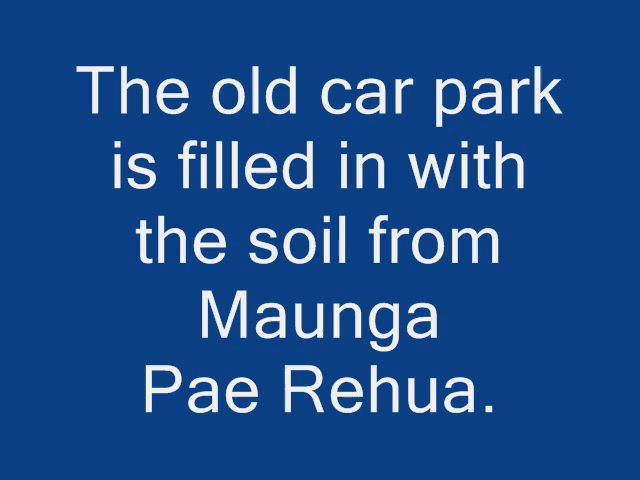 The old car park
is filled in with
the soil from
Maunga
Pae Rehua.